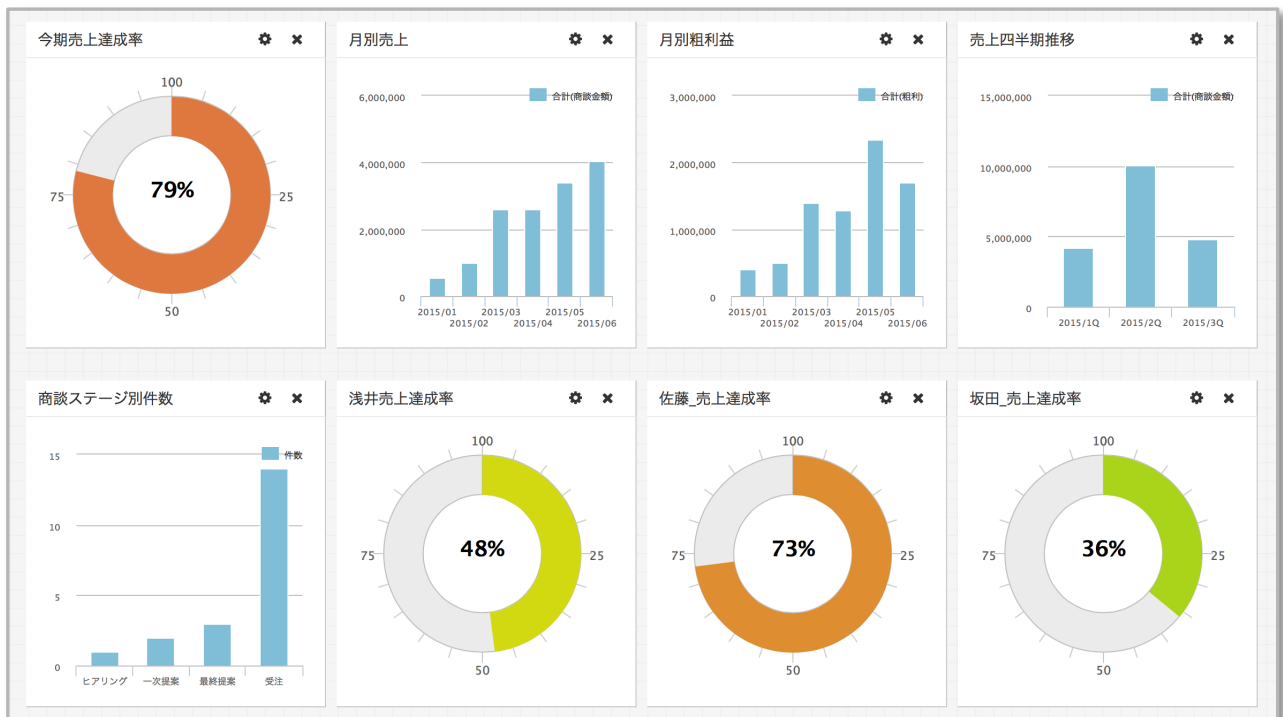 今期売上達成率
100
75
79%
25
50
月別売上
合計(商談金額)
6,000,000
4,000,000
2,000,000
0
2015/01
2015/02
2015/03
2015/04
2015/05
2015/06
月別粗利益
合計(粗利)
3,000,000
2,000,000
1,000,000
0
2015/01
2015/02
2015/03
2015/04
2015/05
2015/06
売上四半期推移
合計(商談金額)
15,000,000
10,000,000
5,000,000
0
2015/1Q
2015/2Q
2015/3Q
商談ステージ別件数
件数
15
10
5
0
ヒアリング
一次提案
最終提案
受注
浅井売上達成率
100
75
48%
25
50
佐藤_売上達成率
100
75
73%
25
50
坂田_売上達成率
100
75
36%
25
50